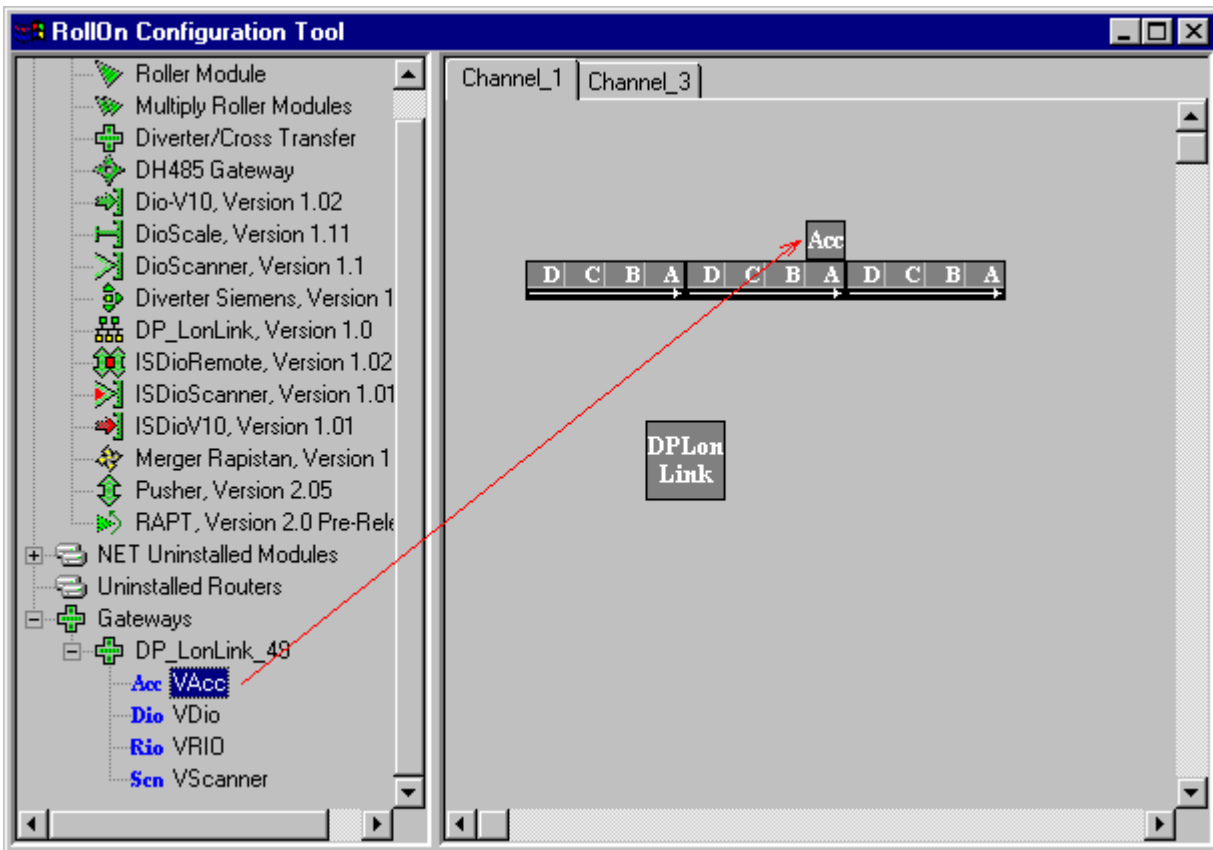 RollOn Configuration Tool
Roller Module
Multiply Roller Modules
Diverter/Cross Transfer
DH485 Gateway
Dio-V10, Version 1.02
DioScale, Version 1.11
DioScanner, Version 1.1
Diverter Siemens, Version 1
DP_LonLink, Version 1.0
ISDioRemote, Version 1.02
ISDioScanner, Version 1.01
ISDioV10, Version 1.01
Merger Rapistan, Version 1
Pusher, Version 2.05
RAPT, Version 2.0 Pre-Rele
NET Uninstalled Modules
Uninstalled Routers
Gateways
DP_LonLink_49
Acc VAcc
Dio VDio
Rio VRIO
Scn VScanner
Channel_1 Channel_3
Acc
D C B A D C B A D C B A
DPLon
Link